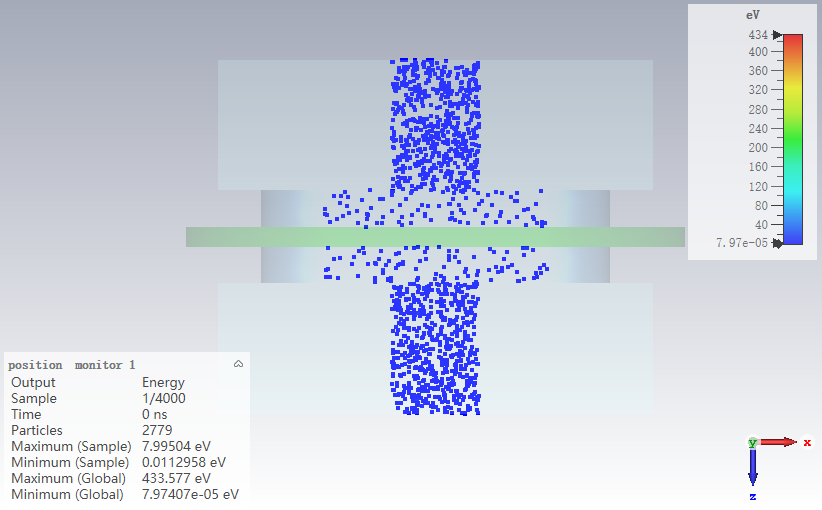 eV
434
400
360
320
280
240
200
160
120
80
40
7.97e-05
position monitor 1
Output Energy
Sample 1/4000
Time 0 ns
Particles 2779
Maximum (Sample) 7.99504 eV
Minimum (Sample) 0.0112958 eV
Maximum (Global) 433.577 eV
Minimum (Global) 7.97407e-05 eV
y
x
z